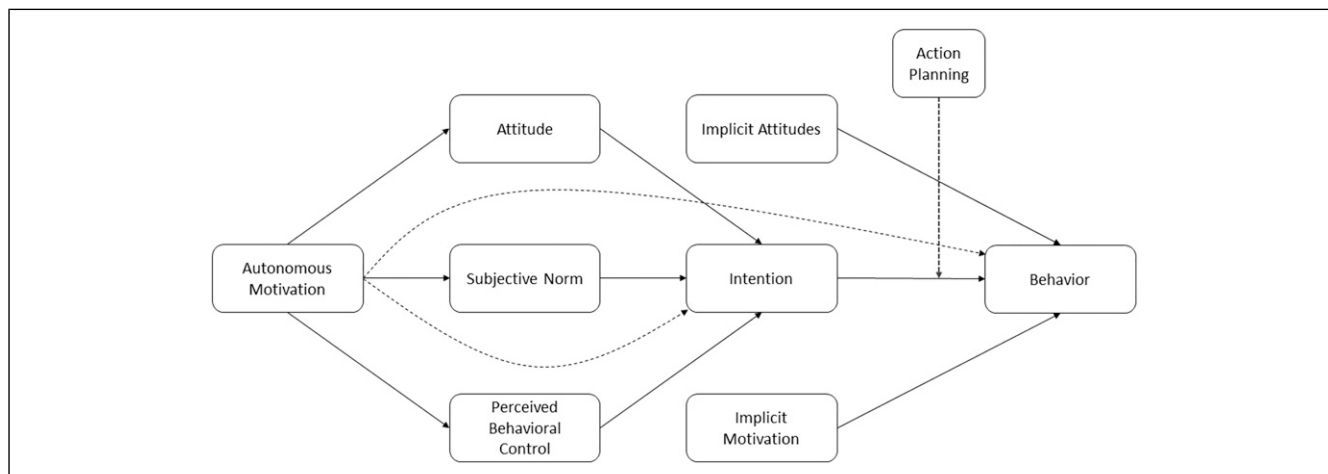 Action
Planning
Attitude
Implicit Attitudes
Autonomous
Motivation
Subjective Norm
Intention
Behavior
Perceived
Behavioral
Control
Implicit
Motivation